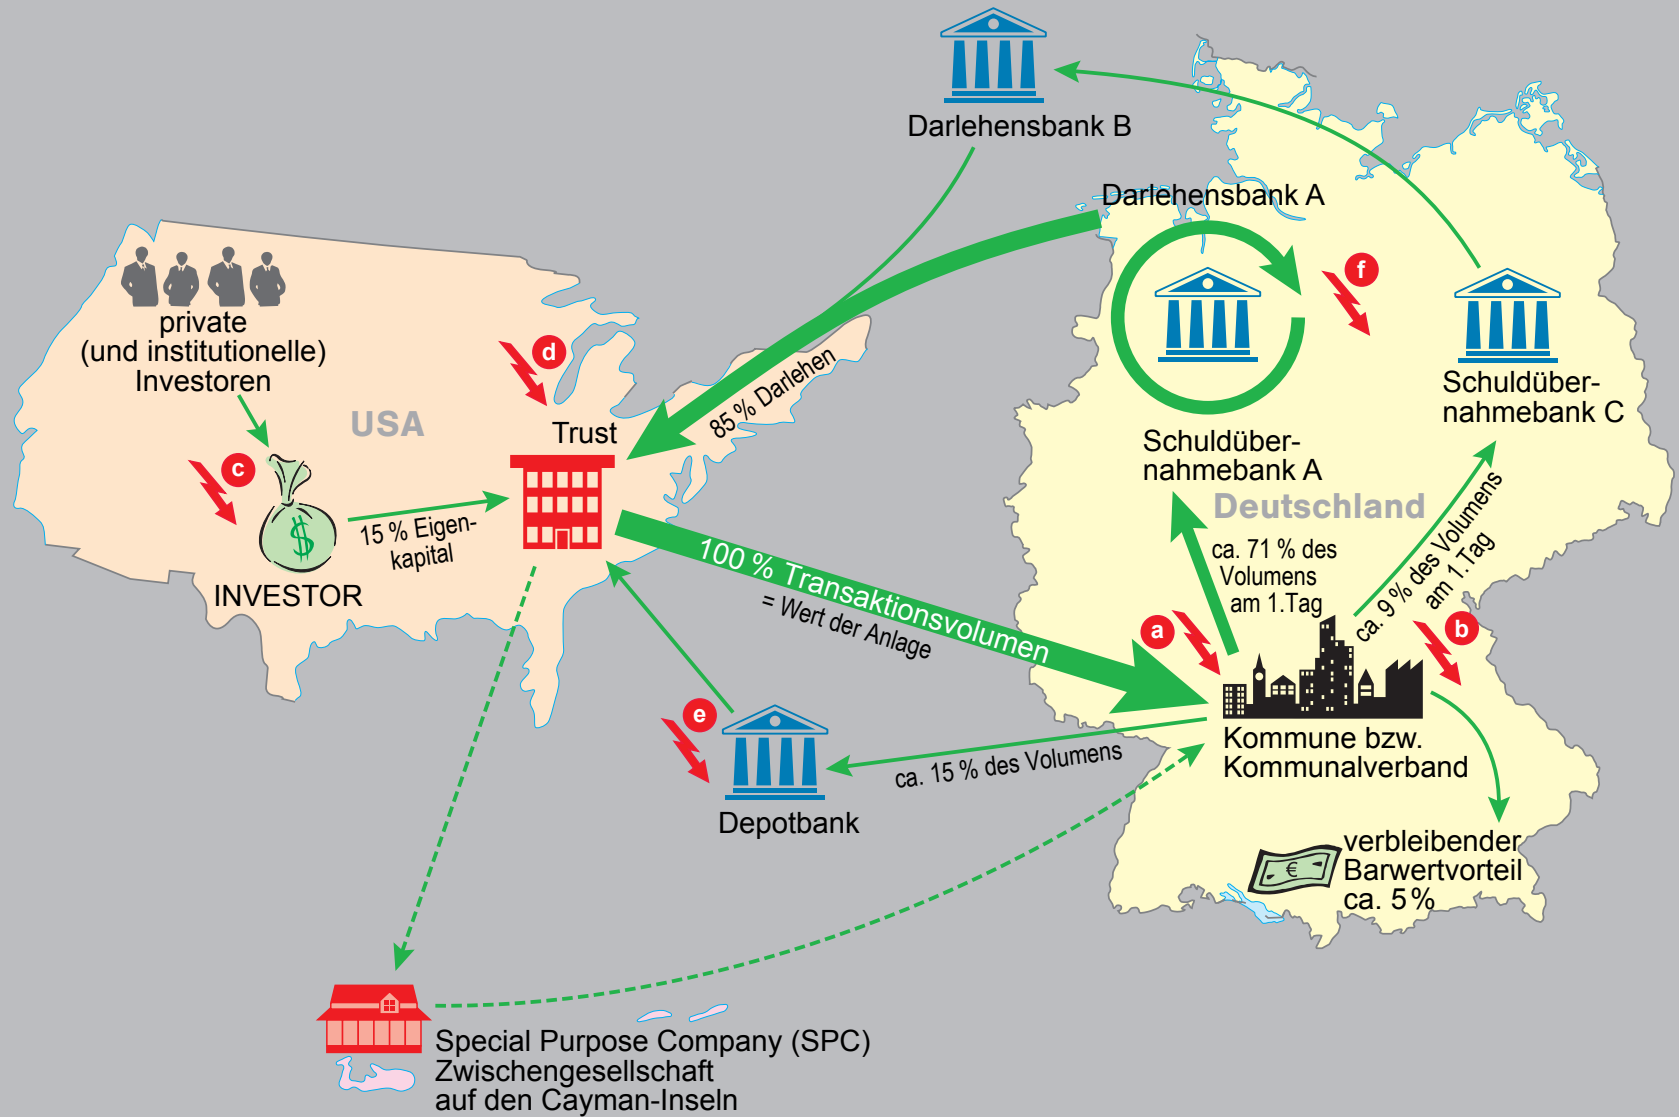 Darlehensbank B
Darlehensbank A
private
(und institutionelle)
Investoren
USA
c
d
Trust
$
INVESTOR
15 % Eigen-
kapital
85 % Darlehen
f
Schuldüber-
nahmebank A
Schuldüber-
nahmebank C
Deutschland
ca. 71 % des
Volumens
am 1.Tag
ca. 9 % des Volumens
am 1.Tag
100 % Transaktionsvolumen
= Wert der Anlage
a
b
e
Depotbank
ca. 15 % des Volumens
Kommune bzw.
Kommunalverband
€
verbleibender
Barwertvorteil
ca. 5 %
Special Purpose Company (SPC)
Zwischengesellschaft
auf den Cayman-Inseln